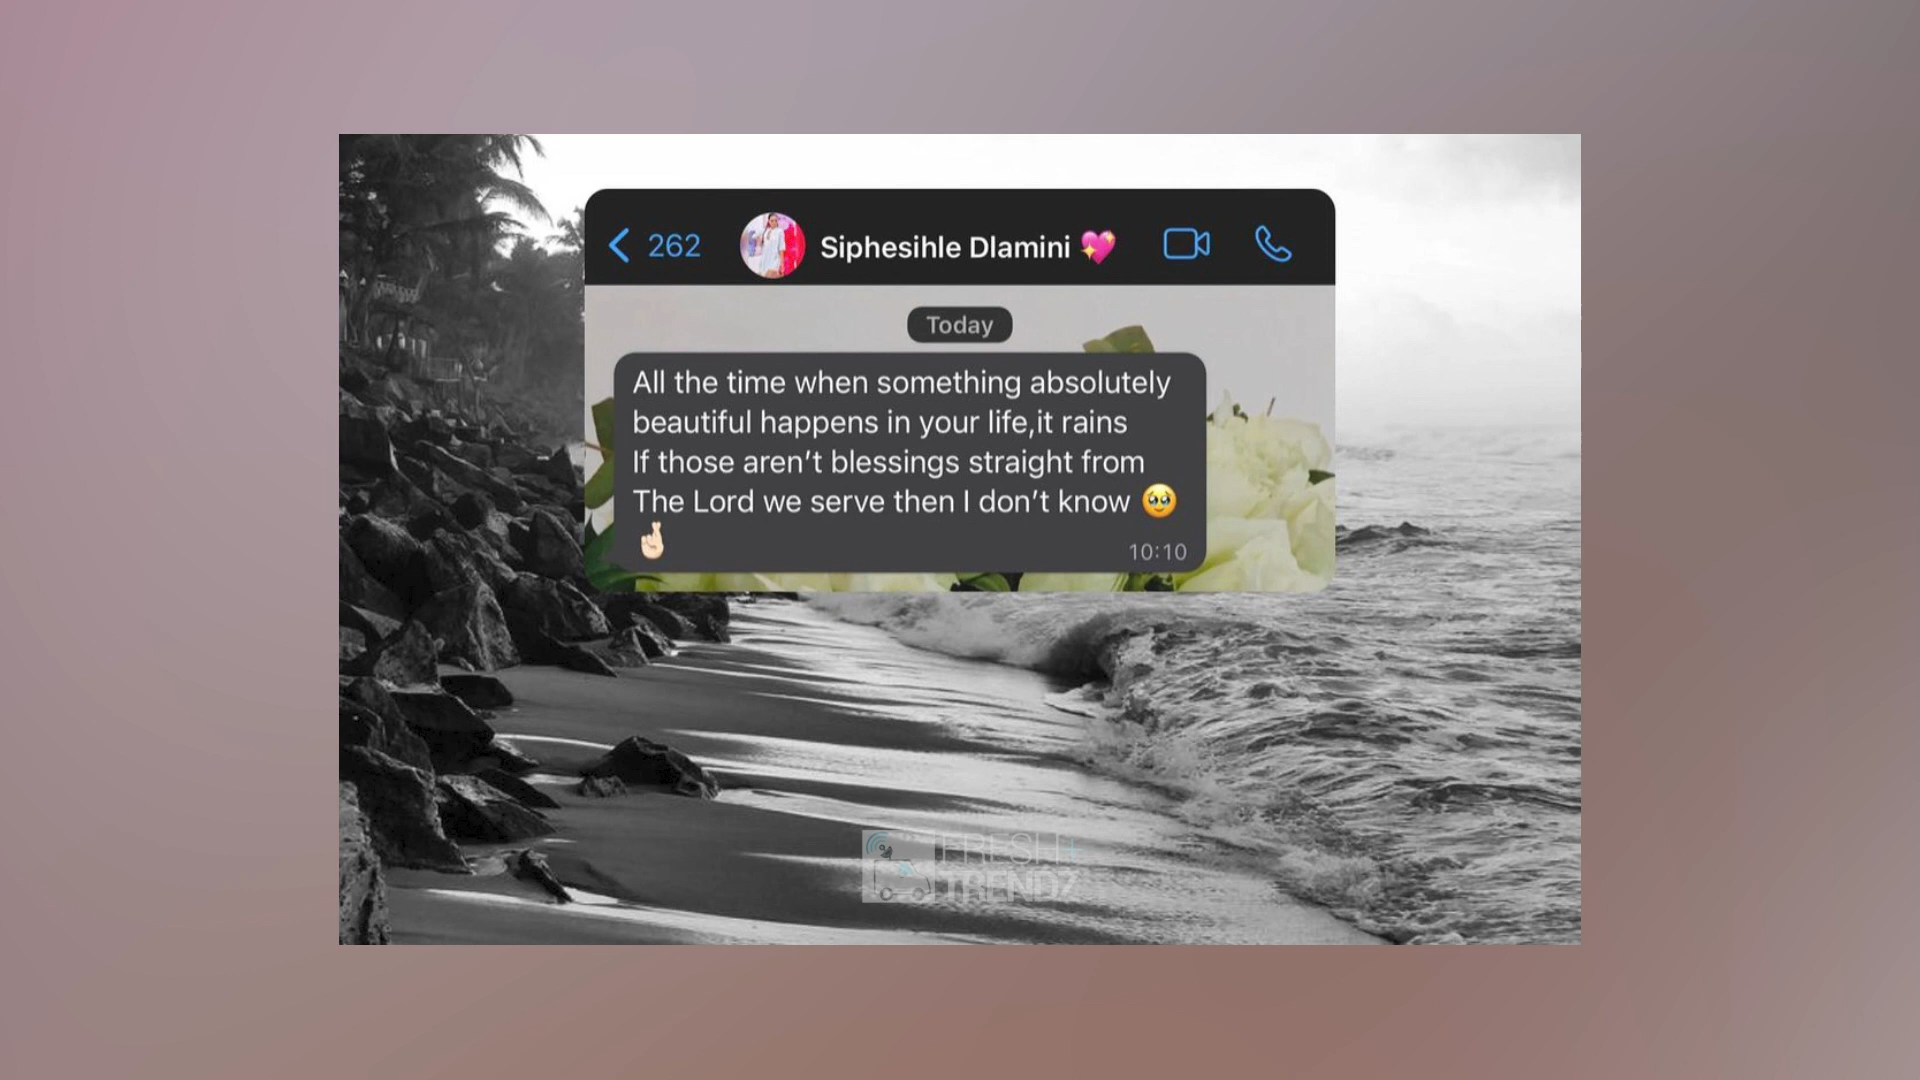 262
Siphesihle Dlamini 💖
Today
All the time when something absolutely
beautiful happens in your life,it rains
If those aren’t blessings straight from
The Lord we serve then I don’t know 🥹
🤞🏻
10:10
FRESH+
TRENDZ